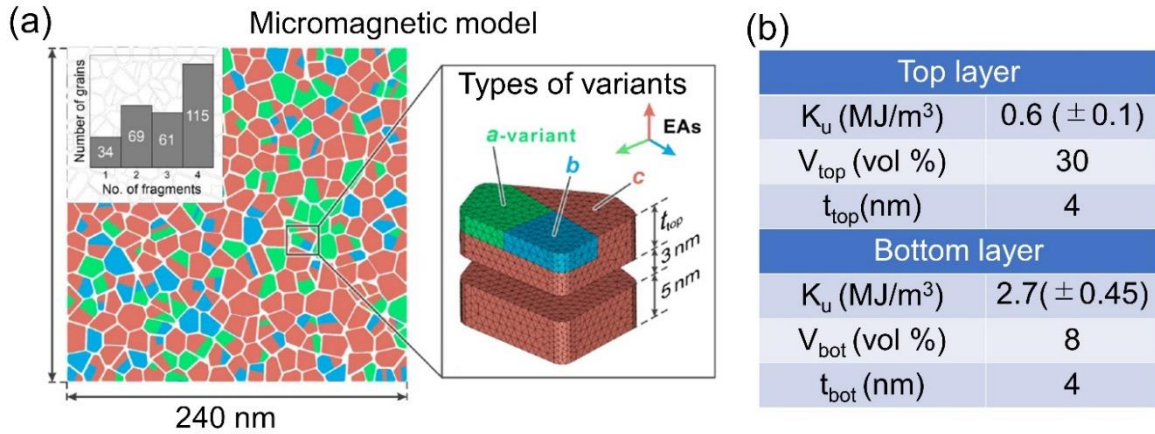 (a)
Micromagnetic model
Number of grains
34
69
61
115
1 2 3 4
No. of fragments
240 nm
Types of variants
a-variant
b
c
EAs
t_top
3 nm
5 nm
(b)
Top layer
Kᵤ (MJ/m³) 0.6 (±0.1)
V_top (vol %) 30
t_top (nm) 4
Bottom layer
Kᵤ (MJ/m³) 2.7(±0.45)
V_bot (vol %) 8
t_bot (nm) 4